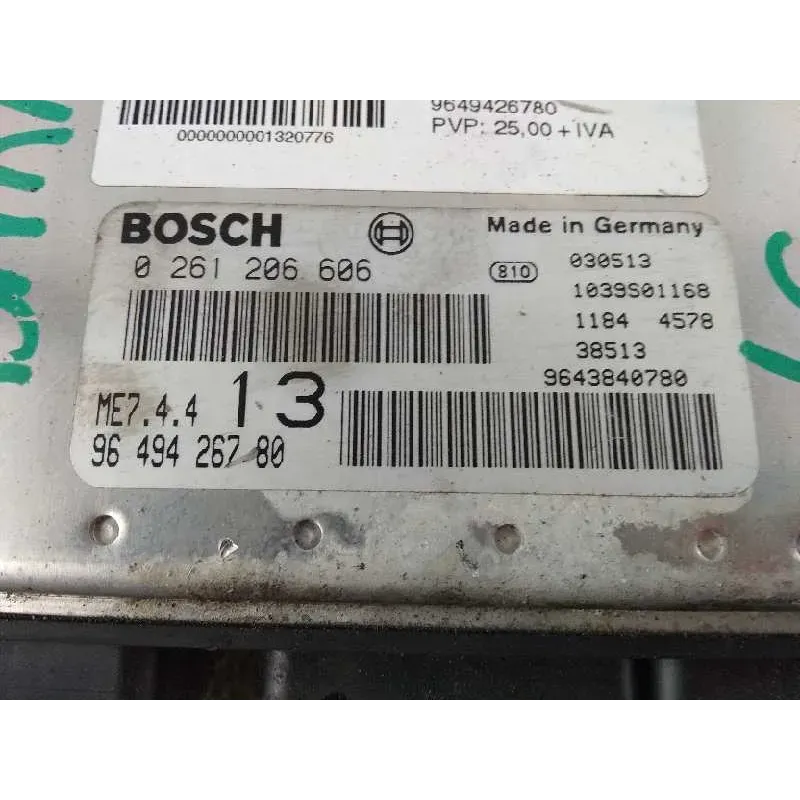 9649426780
0000000001320776
PVP: 25,00 + IVA
BOSCH
Made in Germany
0 261 206 606
810
030513
1039S01168
1184 4578
38513
9643840780
ME7.4.4 13
96 494 267 80